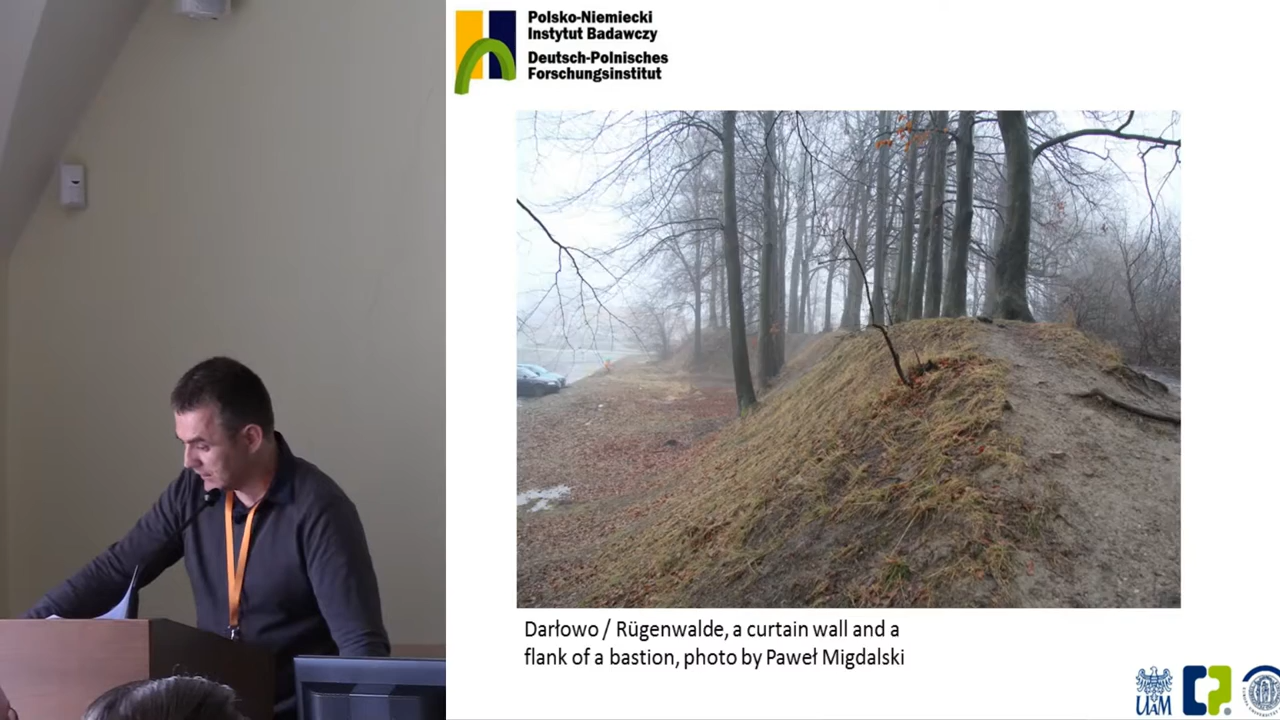 Polsko-Niemiecki
Instytut Badawczy
Deutsch-Polnisches
Forschungsinstitut
Darłowo / Rügenwalde, a curtain wall and a
flank of a bastion, photo by Paweł Migdalski
UAM